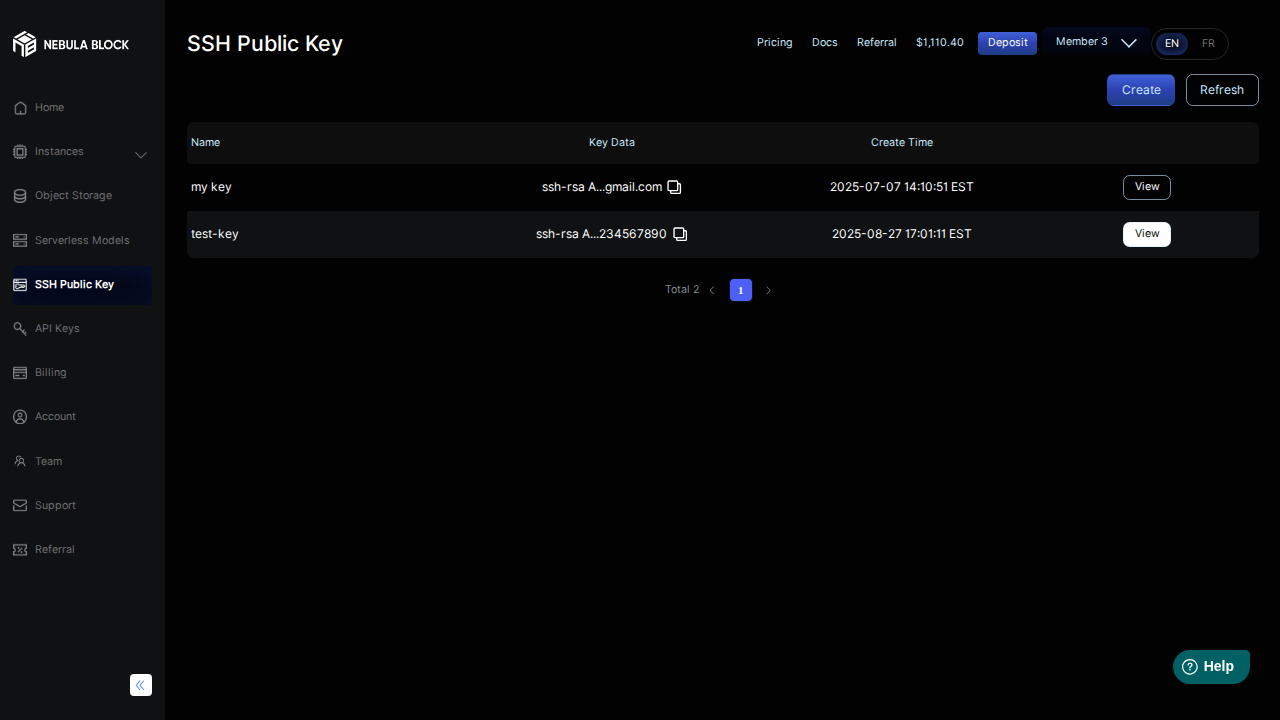 NEBULA BLOCK
Home
Instances
Object Storage
Serverless Models
SSH Public Key
API Keys
Billing
Account
Team
Support
Referral
SSH Public Key
Pricing Docs Referral $1,110.40 Deposit Member 3 EN FR
Create Refresh
Name Key Data Create Time
my key ssh-rsa A...gmail.com 2025-07-07 14:10:51 EST View
test-key ssh-rsa A...234567890 2025-08-27 17:01:11 EST View
Total 2 1
Help